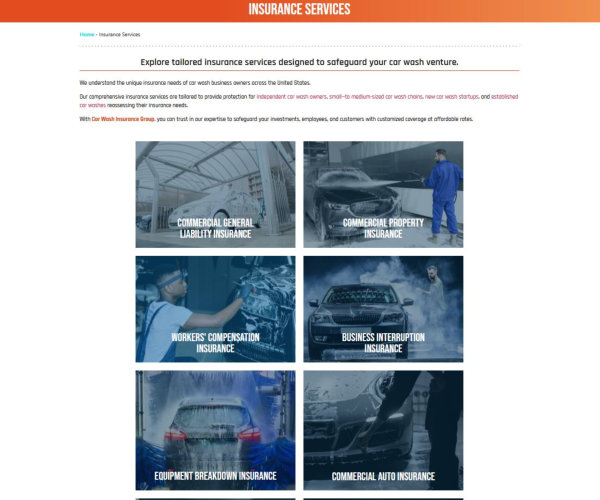 INSURANCE SERVICES
Home - Insurance Services
Explore tailored insurance services designed to safeguard your car wash venture.
We understand the unique insurance needs of car wash business owners across the United States.
Our comprehensive insurance services are tailored to provide protection for independent car wash owners, small-to medium-sized car wash chains, new car wash startups, and established
car washes reassessing their insurance needs.
With Car Wash Insurance Group, you can trust in our expertise to safeguard your investments, employees, and customers with customized coverage at affordable rates.
COMMERCIAL GENERAL
LIABILITY INSURANCE
COMMERCIAL PROPERTY
INSURANCE
WORKERS' COMPENSATION
INSURANCE
BUSINESS INTERRUPTION
INSURANCE
EQUIPMENT BREAKDOWN INSURANCE
COMMERCIAL AUTO INSURANCE